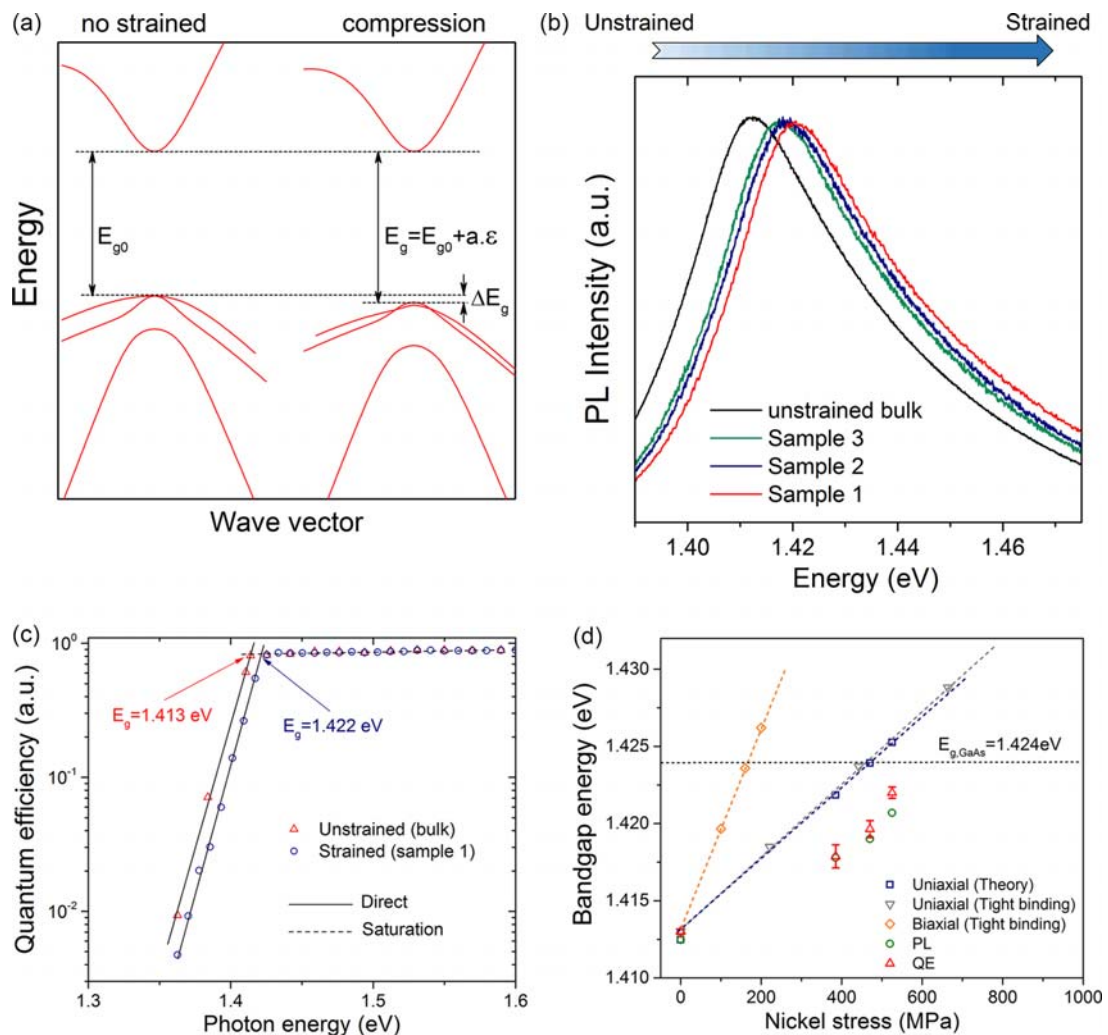 (a)
no strained
compression
Energy
E_g0
E_g=E_g0+a.ε
ΔE_g
Wave vector
(b)
Unstrained
Strained
PL Intensity (a.u.)
unstrained bulk
Sample 3
Sample 2
Sample 1
1.40
1.42
1.44
1.46
Energy (eV)
(c)
Quantum efficiency (a.u.)
10^0
10^-1
10^-2
E_g=1.413 eV
E_g=1.422 eV
Unstrained (bulk)
Strained (sample 1)
Direct
Saturation
1.3
1.4
1.5
1.6
Photon energy (eV)
(d)
Bandgap energy (eV)
1.430
1.425
1.420
1.415
1.410
E_g,GaAs=1.424eV
Uniaxial (Theory)
Uniaxial (Tight binding)
Biaxial (Tight binding)
PL
QE
0
200
400
600
800
1000
Nickel stress (MPa)